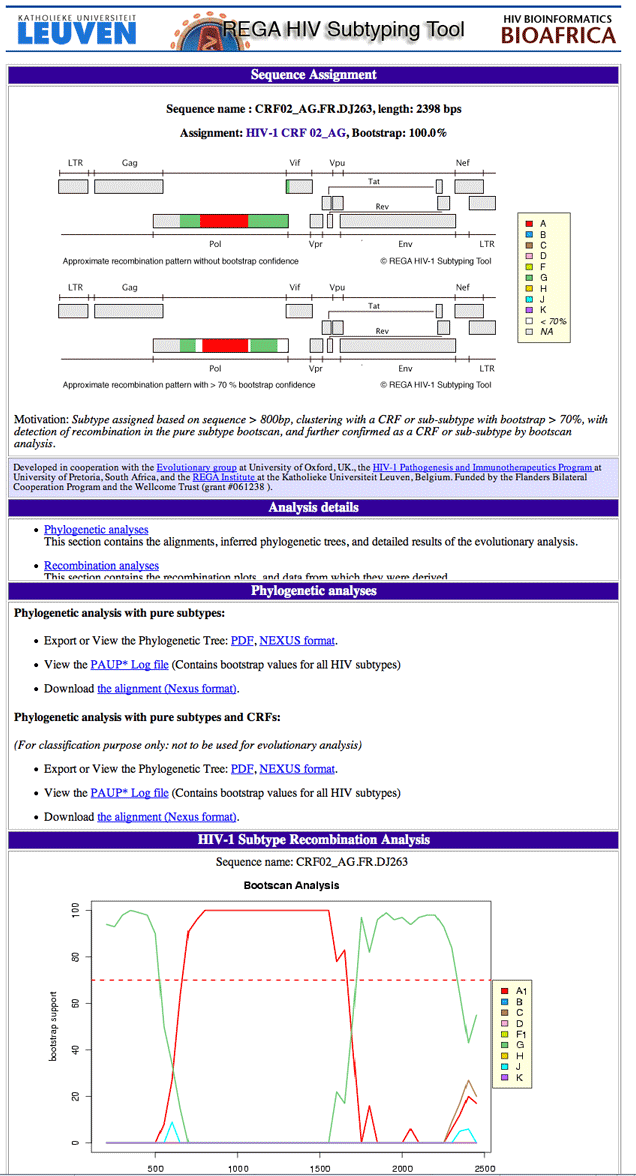 KATHOLIEKE UNIVERSITEIT
LEUVEN
REGA HIV Subtyping Tool
HIV BIOINFORMATICS
BIOAFRICA
Sequence Assignment
Sequence name : CRF02_AG.FR.DJ263, length: 2398 bps
Assignment: HIV-1 CRF 02_AG, Bootstrap: 100.0%
LTR Gag Vif Vpu Nef
Tat
Rev
Pol Vpr Env LTR
Approximate recombination pattern without bootstrap confidence © REGA HIV-1 Subtyping Tool
A
B
C
D
F
G
H
J
K
< 70%
NA
LTR Gag Vif Vpu Nef
Tat
Rev
Pol Vpr Env LTR
Approximate recombination pattern with > 70 % bootstrap confidence © REGA HIV-1 Subtyping Tool
Motivation: Subtype assigned based on sequence > 800bp, clustering with a CRF or sub-subtype with bootstrap > 70%, with
detection of recombination in the pure subtype bootscan, and further confirmed as a CRF or sub-subtype by bootscan
analysis.
Developed in cooperation with the Evolutionary group at University of Oxford, UK., the HIV-1 Pathogenesis and Immunotherapeutics Program at
University of Pretoria, South Africa, and the REGA Institute at the Katholieke Universiteit Leuven, Belgium. Funded by the Flanders Bilateral
Cooperation Program and the Wellcome Trust (grant #061238 ).
Analysis details
• Phylogenetic analyses
This section contains the alignments, inferred phylogenetic trees, and detailed results of the evolutionary analysis.
• Recombination analyses
This section contains the recombination plots, and data from which they were derived
Phylogenetic analyses
Phylogenetic analysis with pure subtypes:
• Export or View the Phylogenetic Tree: PDF, NEXUS format.
• View the PAUP* Log file (Contains bootstrap values for all HIV subtypes)
• Download the alignment (Nexus format).
Phylogenetic analysis with pure subtypes and CRFs:
(For classification purpose only: not to be used for evolutionary analysis)
• Export or View the Phylogenetic Tree: PDF, NEXUS format.
• View the PAUP* Log file (Contains bootstrap values for all HIV subtypes)
• Download the alignment (Nexus format).
HIV-1 Subtype Recombination Analysis
Sequence name: CRF02_AG.FR.DJ263
Bootscan Analysis
bootstrap support
100
80
60
40
20
0
500 1000 1500 2000 2500
A1
B
C
D
F1
G
H
J
K